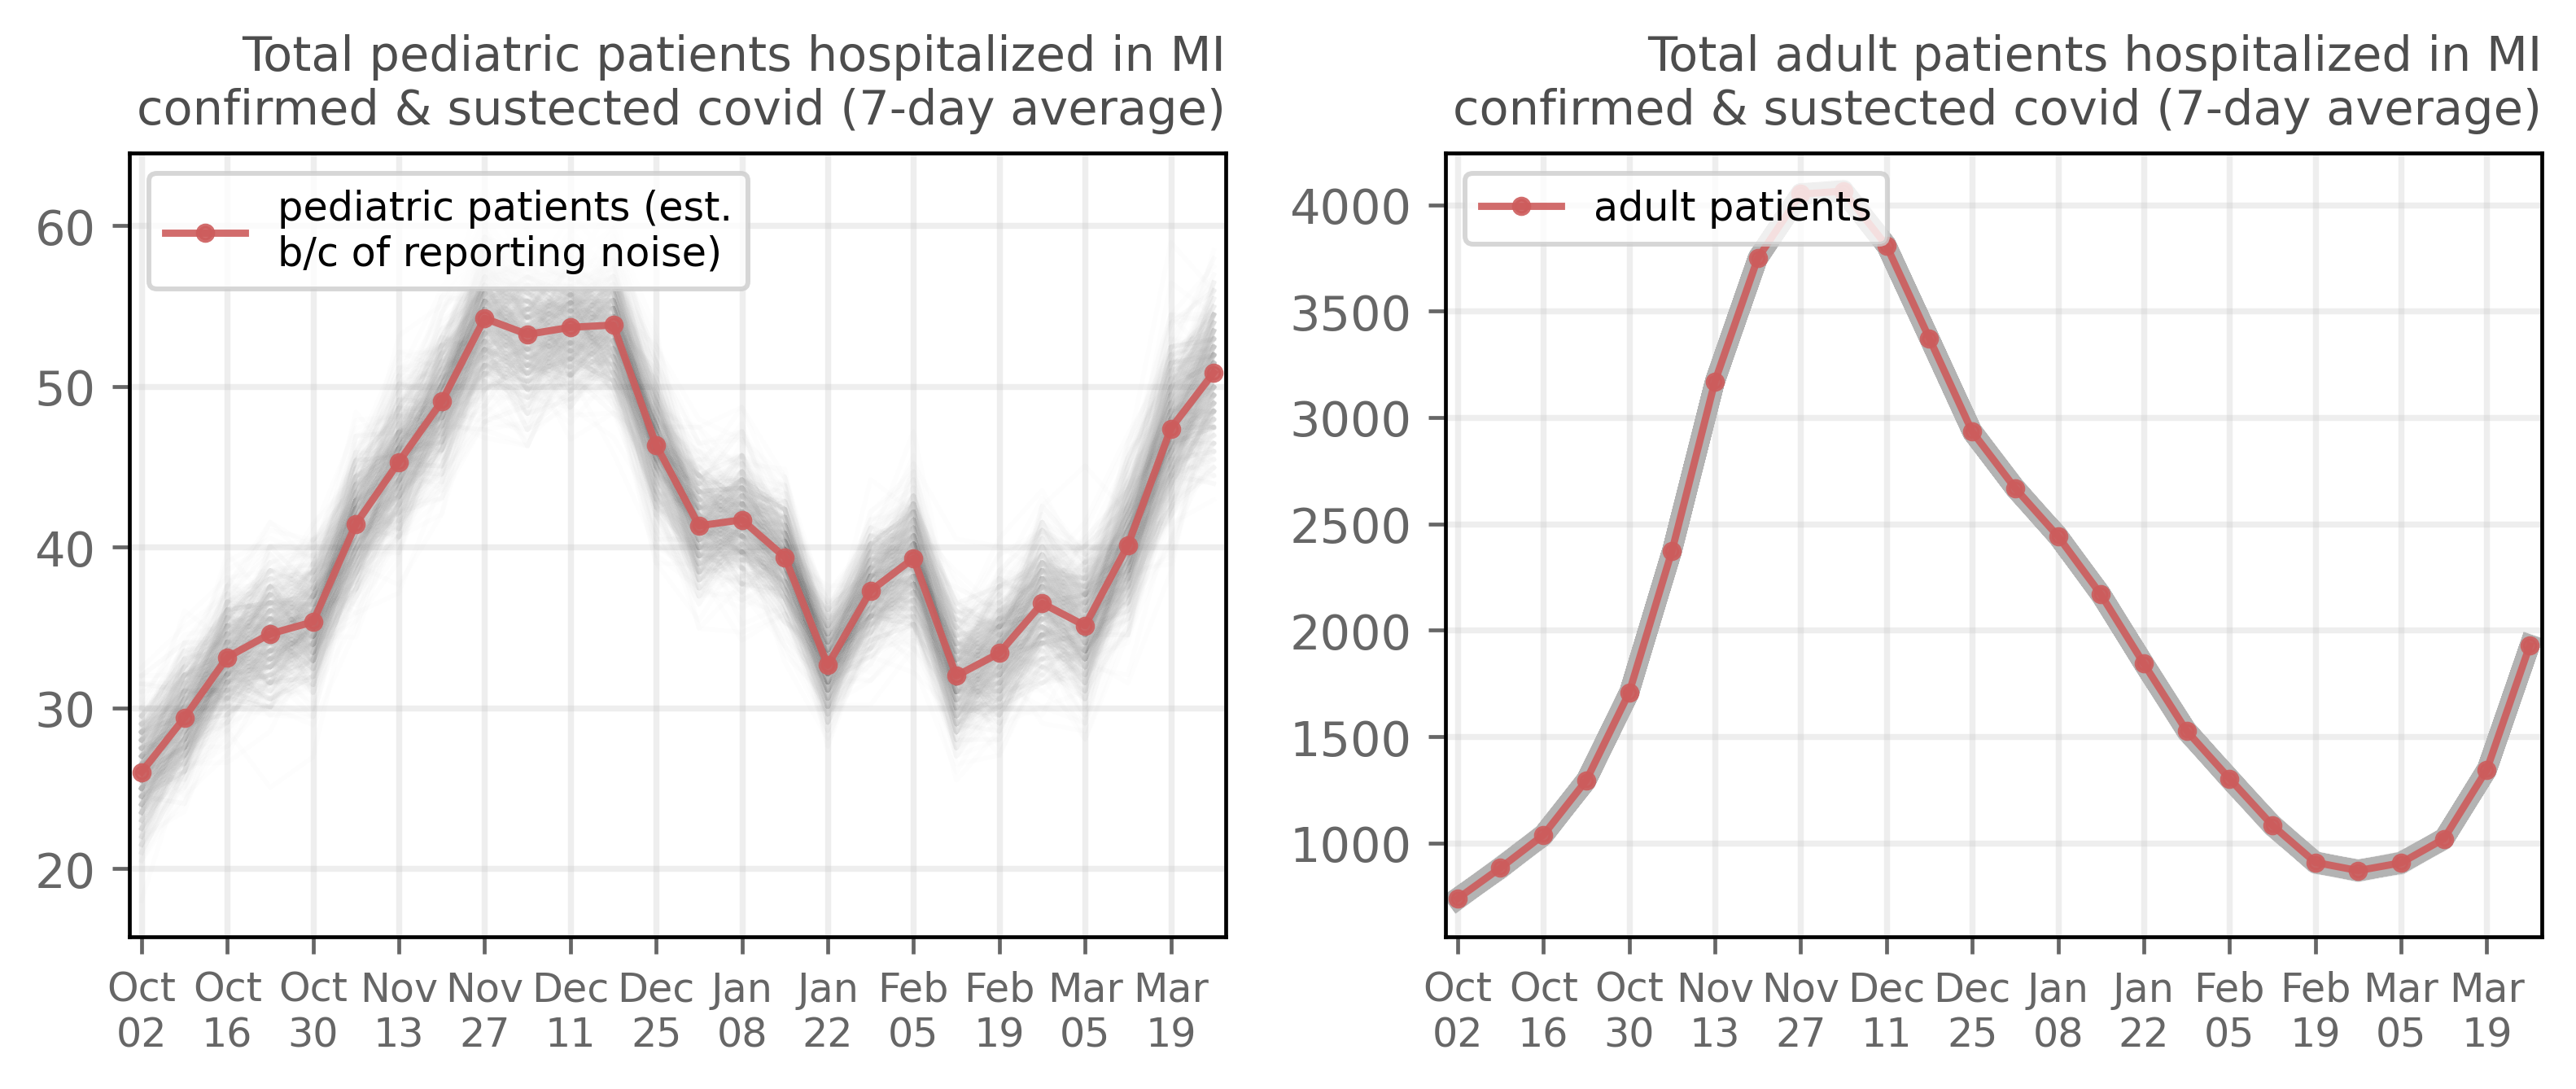 Total pediatric patients hospitalized in MI
confirmed & sustected covid (7-day average)
pediatric patients (est.
b/c of reporting noise)
60
50
40
30
20
Oct Oct Oct Nov Nov Dec Dec Jan Jan Feb Feb Mar Mar
02 16 30 13 27 11 25 08 22 05 19 05 19
Total adult patients hospitalized in MI
confirmed & sustected covid (7-day average)
adult patients
4000
3500
3000
2500
2000
1500
1000
Oct Oct Oct Nov Nov Dec Dec Jan Jan Feb Feb Mar Mar
02 16 30 13 27 11 25 08 22 05 19 05 19